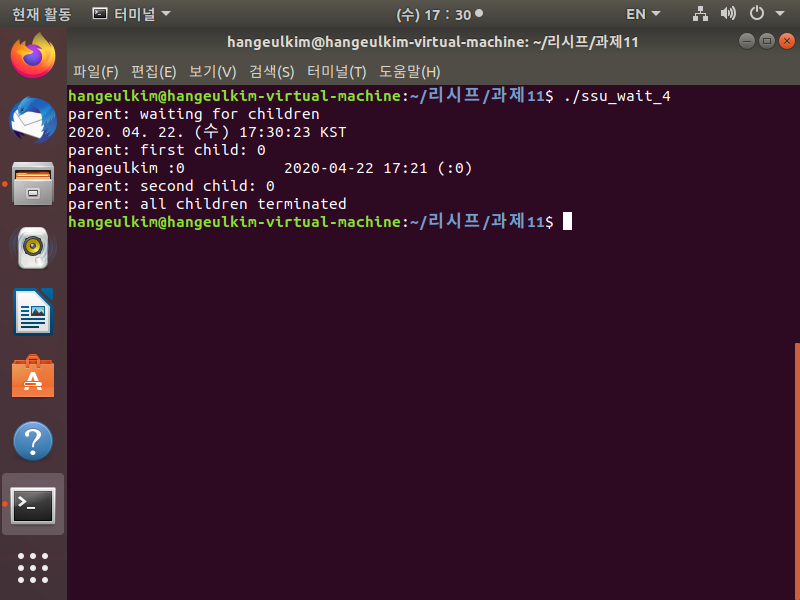 현재 활동 터미널 (수) 17 : 30 EN
hangeulkim@hangeulkim-virtual-machine: ~/리시프/과제11
파일(F) 편집(E) 보기(V) 검색(S) 터미널(T) 도움말(H)
hangeulkim@hangeulkim-virtual-machine:~/리시프/과제11$ ./ssu_wait_4
parent: waiting for children
2020. 04. 22. (수) 17:30:23 KST
parent: first child: 0
hangeulkim :0           2020-04-22 17:21 (:0)
parent: second child: 0
parent: all children terminated
hangeulkim@hangeulkim-virtual-machine:~/리시프/과제11$